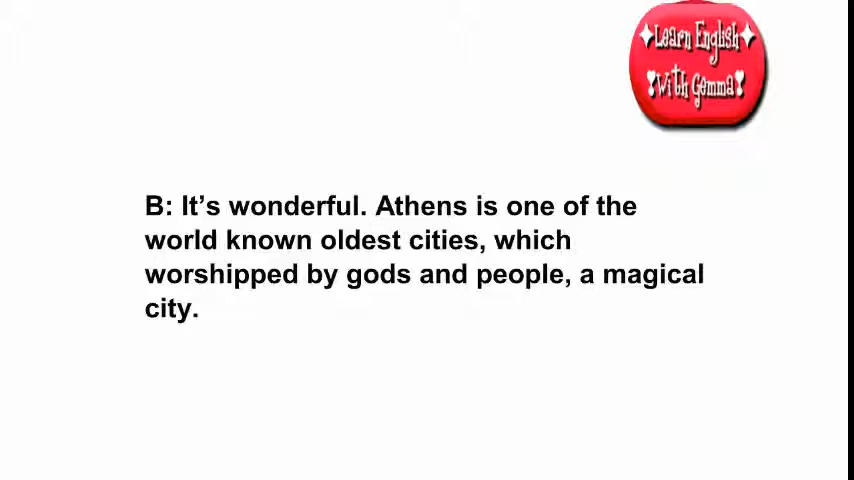 ✦Learn English✦
❣With Gemma❣
B: It’s wonderful. Athens is one of the
world known oldest cities, which
worshipped by gods and people, a magical
city.